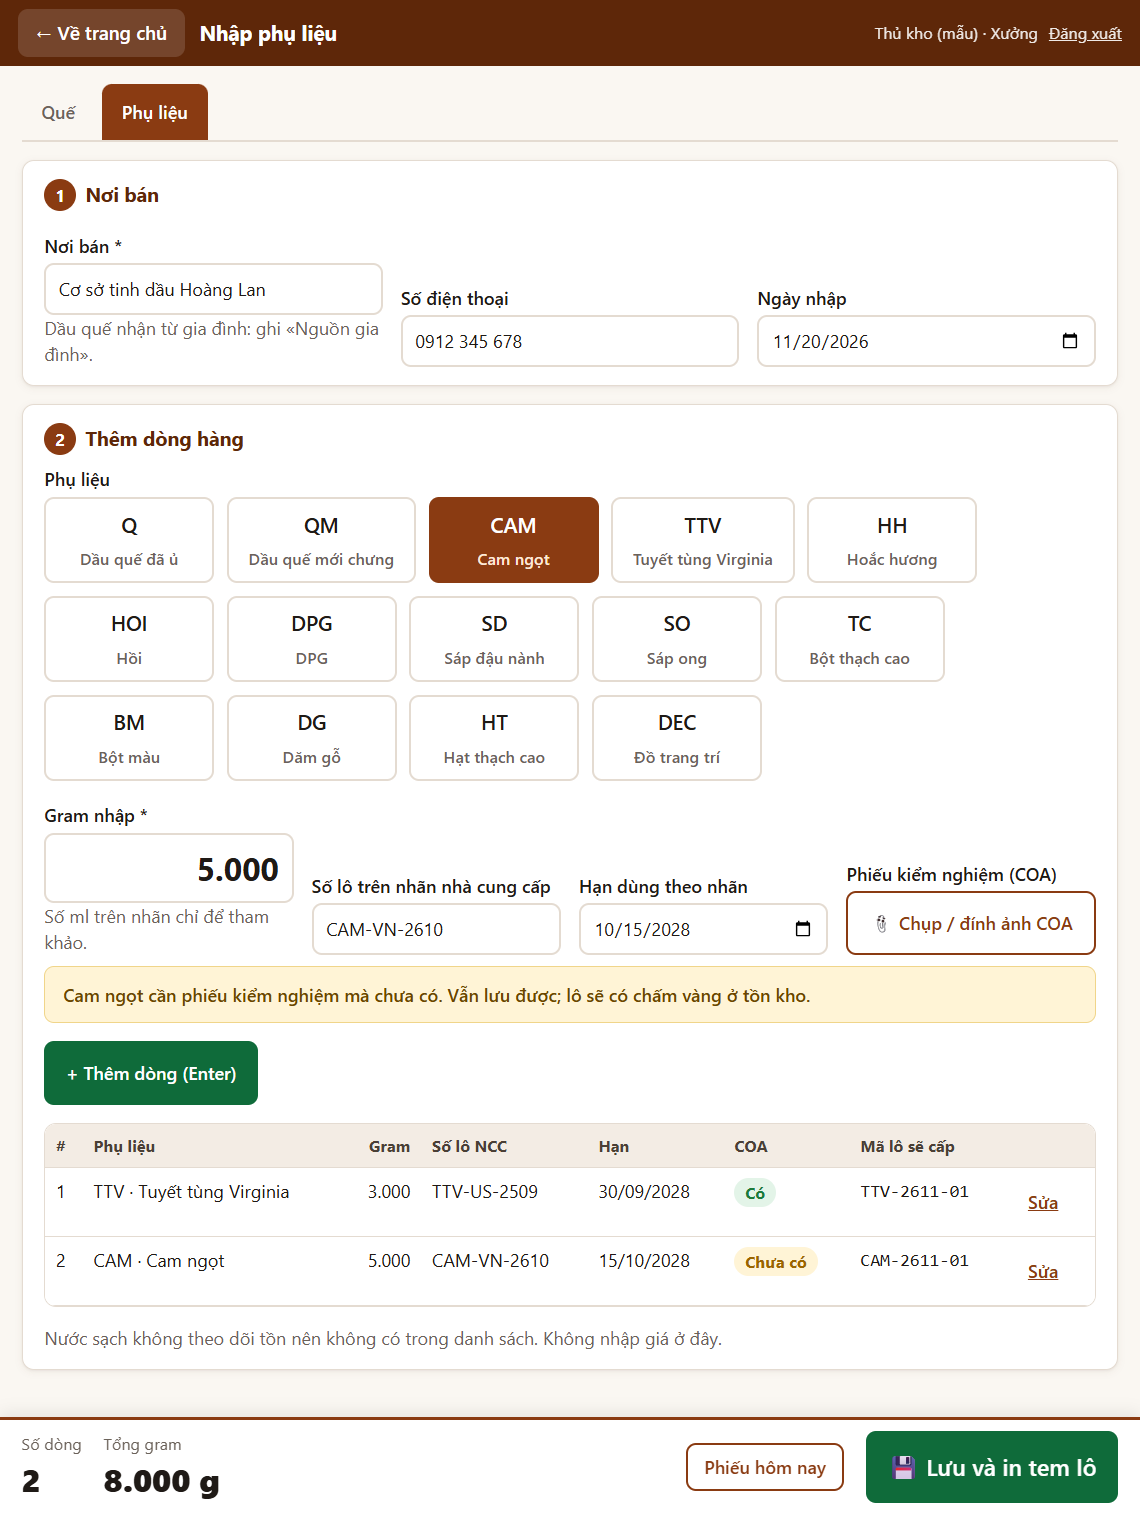 ← Về trang chủ
Nhập phụ liệu
Thủ kho (mẫu) · Xưởng Đăng xuất
Quế
Phụ liệu
1 Nơi bán
Nơi bán *
Cơ sở tinh dầu Hoàng Lan
Dầu quế nhận từ gia đình: ghi «Nguồn gia
đình».
Số điện thoại
0912 345 678
Ngày nhập
11/20/2026
2 Thêm dòng hàng
Phụ liệu
Q
Dầu quế đã ủ
QM
Dầu quế mới chưng
CAM
Cam ngọt
TTV
Tuyết tùng Virginia
HH
Hoắc hương
HOI
Hồi
DPG
DPG
SD
Sáp đậu nành
SO
Sáp ong
TC
Bột thạch cao
BM
Bột màu
DG
Dăm gỗ
HT
Hạt thạch cao
DEC
Đồ trang trí
Gram nhập *
5.000
Số ml trên nhãn chỉ để tham
khảo.
Số lô trên nhãn nhà cung cấp
CAM-VN-2610
Hạn dùng theo nhãn
10/15/2028
Phiếu kiểm nghiệm (COA)
Chụp / đính ảnh COA
Cam ngọt cần phiếu kiểm nghiệm mà chưa có. Vẫn lưu được; lô sẽ có chấm vàng ở tồn kho.
+ Thêm dòng (Enter)
# Phụ liệu Gram Số lô NCC Hạn COA Mã lô sẽ cấp
1 TTV · Tuyết tùng Virginia 3.000 TTV-US-2509 30/09/2028 Có TTV-2611-01 Sửa
2 CAM · Cam ngọt 5.000 CAM-VN-2610 15/10/2028 Chưa có CAM-2611-01 Sửa
Nước sạch không theo dõi tồn nên không có trong danh sách. Không nhập giá ở đây.
Số dòng
2
Tổng gram
8.000 g
Phiếu hôm nay
Lưu và in tem lô